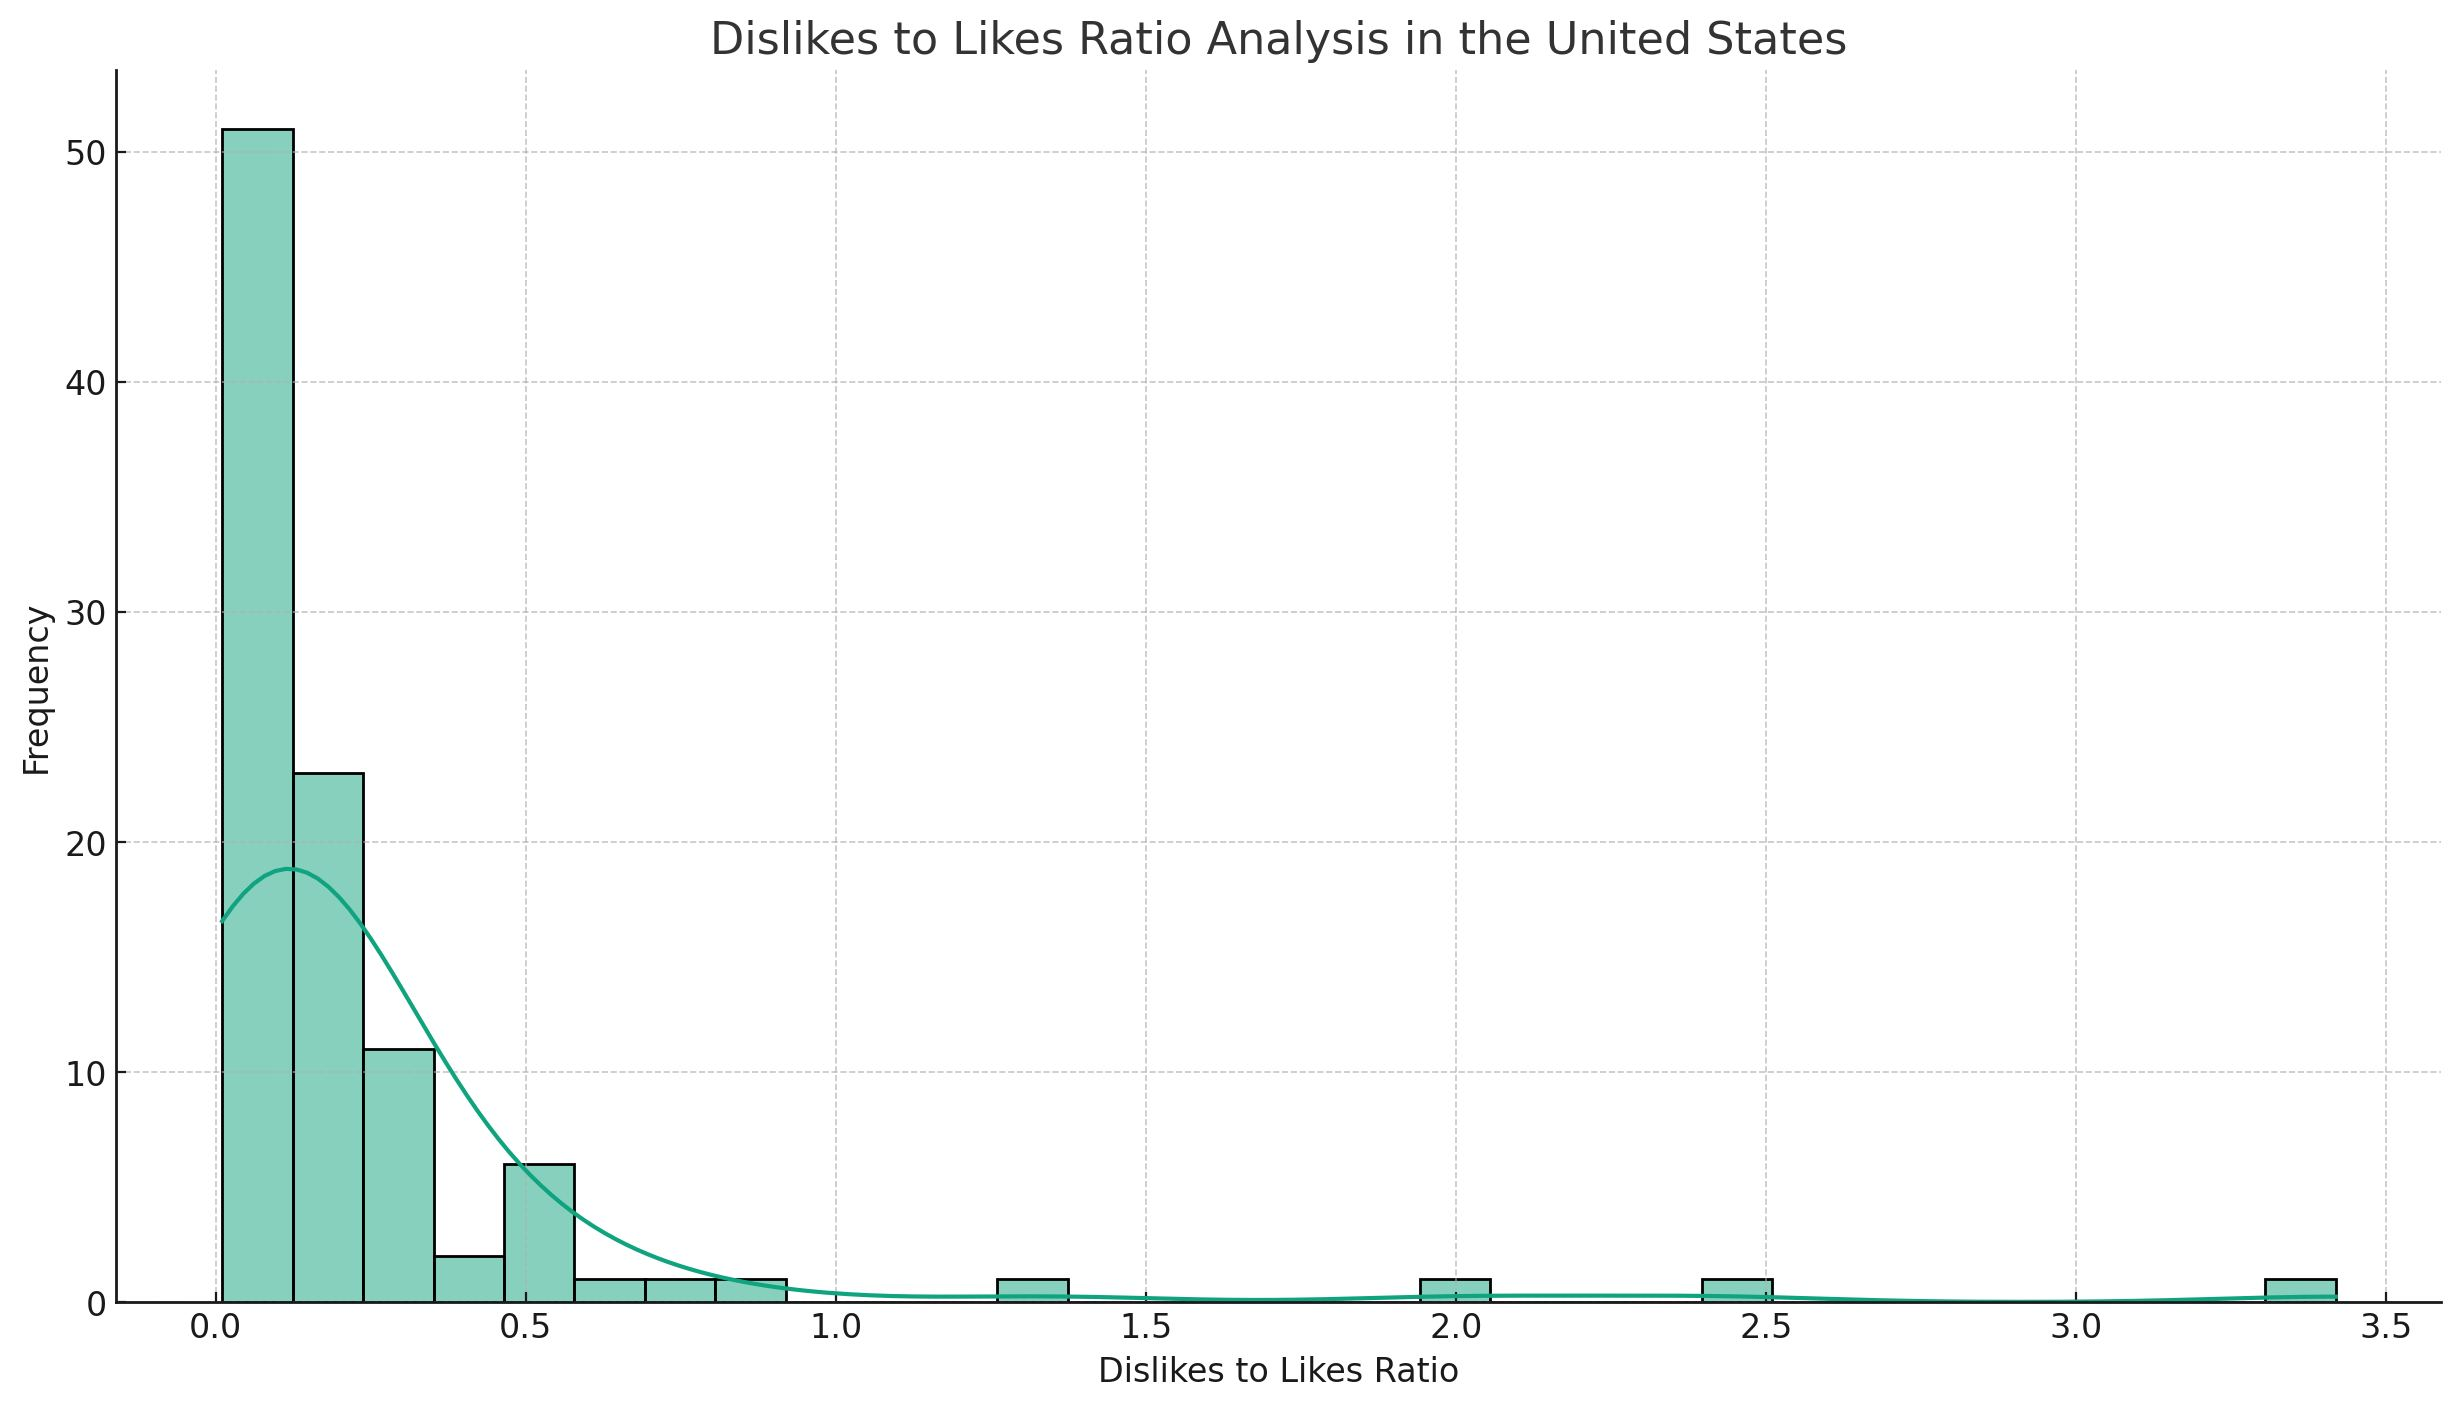 Dislikes to Likes Ratio Analysis in the United States
Frequency
50
40
30
20
10
0
0.0 0.5 1.0 1.5 2.0 2.5 3.0 3.5
Dislikes to Likes Ratio